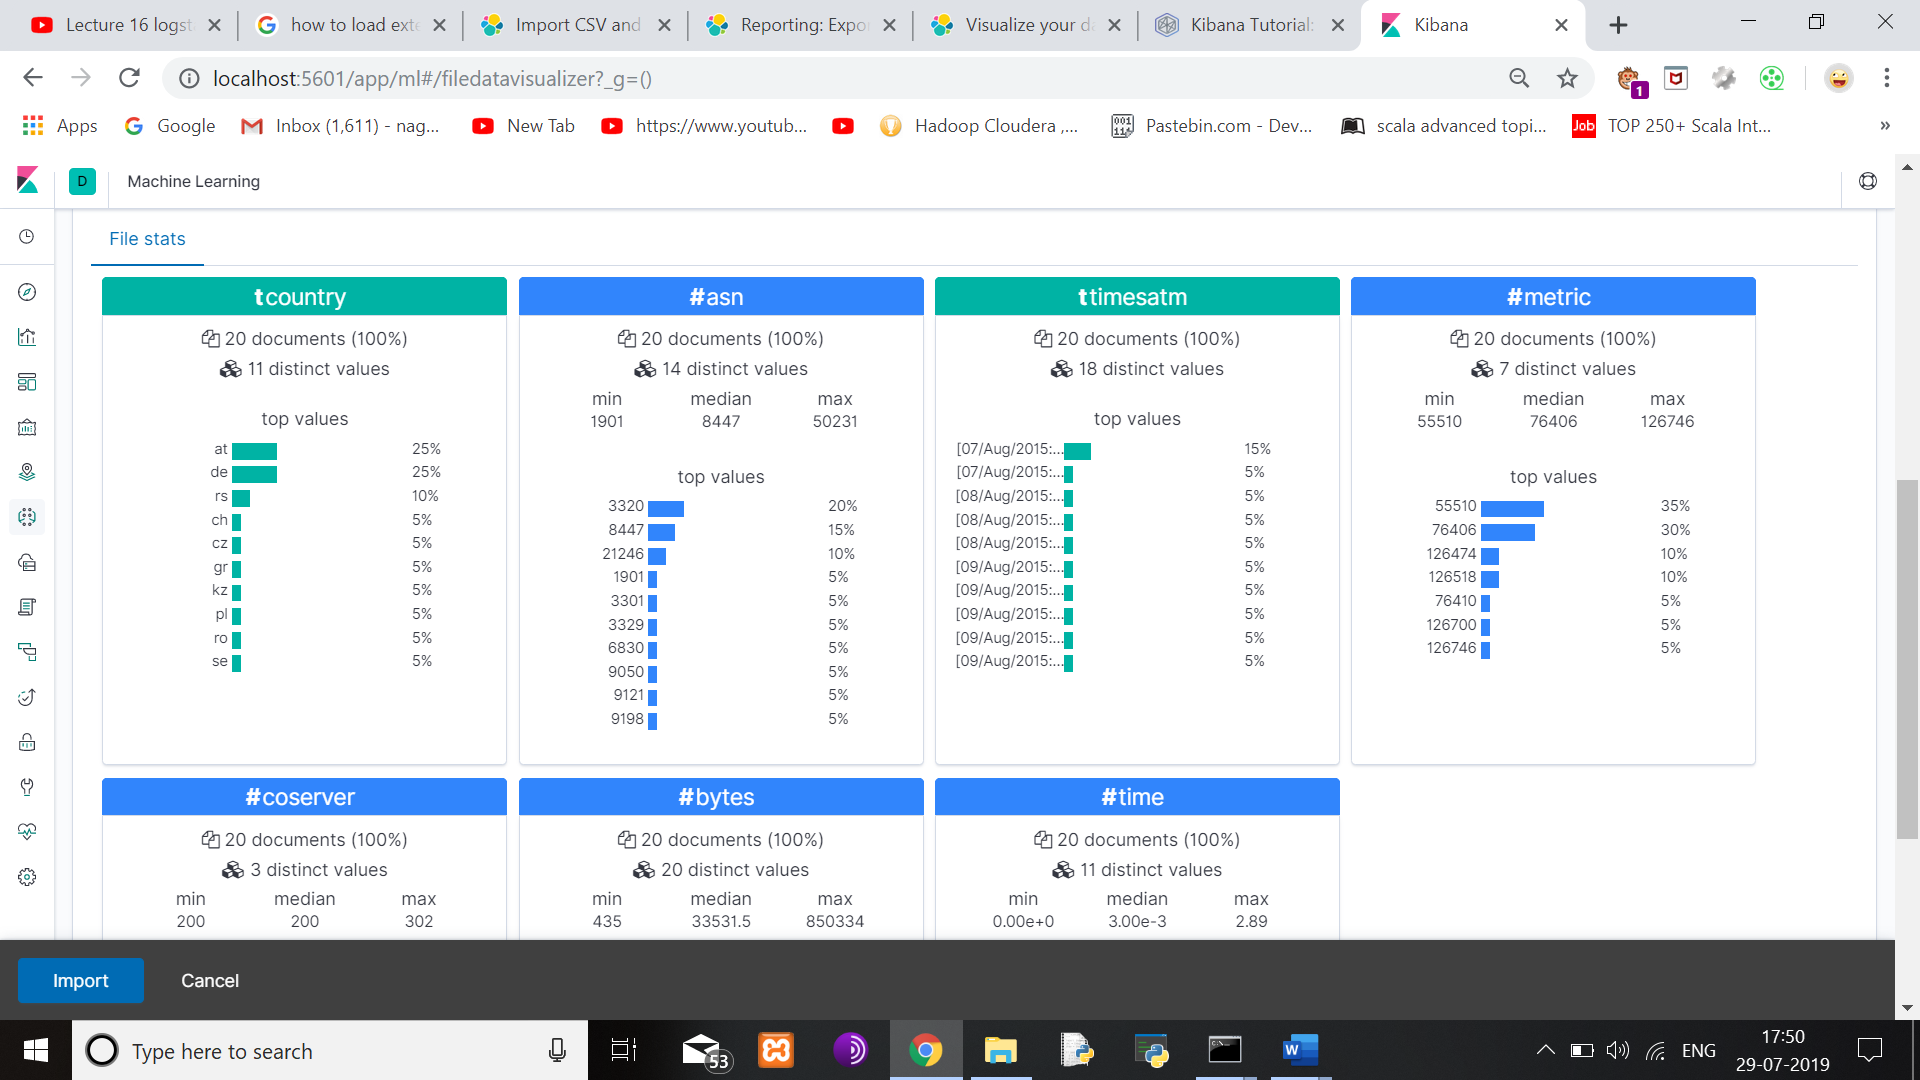 Lecture 16 logst
how to load exte
Import CSV and
Reporting: Expo
Visualize your da
Kibana Tutorial:
Kibana
localhost:5601/app/ml#/filedatavisualizer?_g=()
1
Apps
Google
Inbox (1,611) - nag...
New Tab
https://www.youtub...
Hadoop Cloudera ,...
Pastebin.com - Dev...
scala advanced topi...
Job
TOP 250+ Scala Int...
»
D
Machine Learning
File stats
t country
20 documents (100%)
11 distinct values
top values
at 25%
de 25%
rs 10%
ch 5%
cz 5%
gr 5%
kz 5%
pl 5%
ro 5%
se 5%
#asn
20 documents (100%)
14 distinct values
min median max
1901 8447 50231
top values
3320 20%
8447 15%
21246 10%
1901 5%
3301 5%
3329 5%
6830 5%
9050 5%
9121 5%
9198 5%
t timesatm
20 documents (100%)
18 distinct values
top values
[07/Aug/2015:... 15%
[07/Aug/2015:... 5%
[08/Aug/2015:... 5%
[08/Aug/2015:... 5%
[08/Aug/2015:... 5%
[09/Aug/2015:... 5%
[09/Aug/2015:... 5%
[09/Aug/2015:... 5%
[09/Aug/2015:... 5%
[09/Aug/2015:... 5%
#metric
20 documents (100%)
7 distinct values
min median max
55510 76406 126746
top values
55510 35%
76406 30%
126474 10%
126518 10%
76410 5%
126700 5%
126746 5%
#coserver
20 documents (100%)
3 distinct values
min median max
200 200 302
#bytes
20 documents (100%)
20 distinct values
min median max
435 33531.5 850334
#time
20 documents (100%)
11 distinct values
min median max
0.00e+0 3.00e-3 2.89
Import
Cancel
Type here to search
53
W
ENG
17:50
29-07-2019